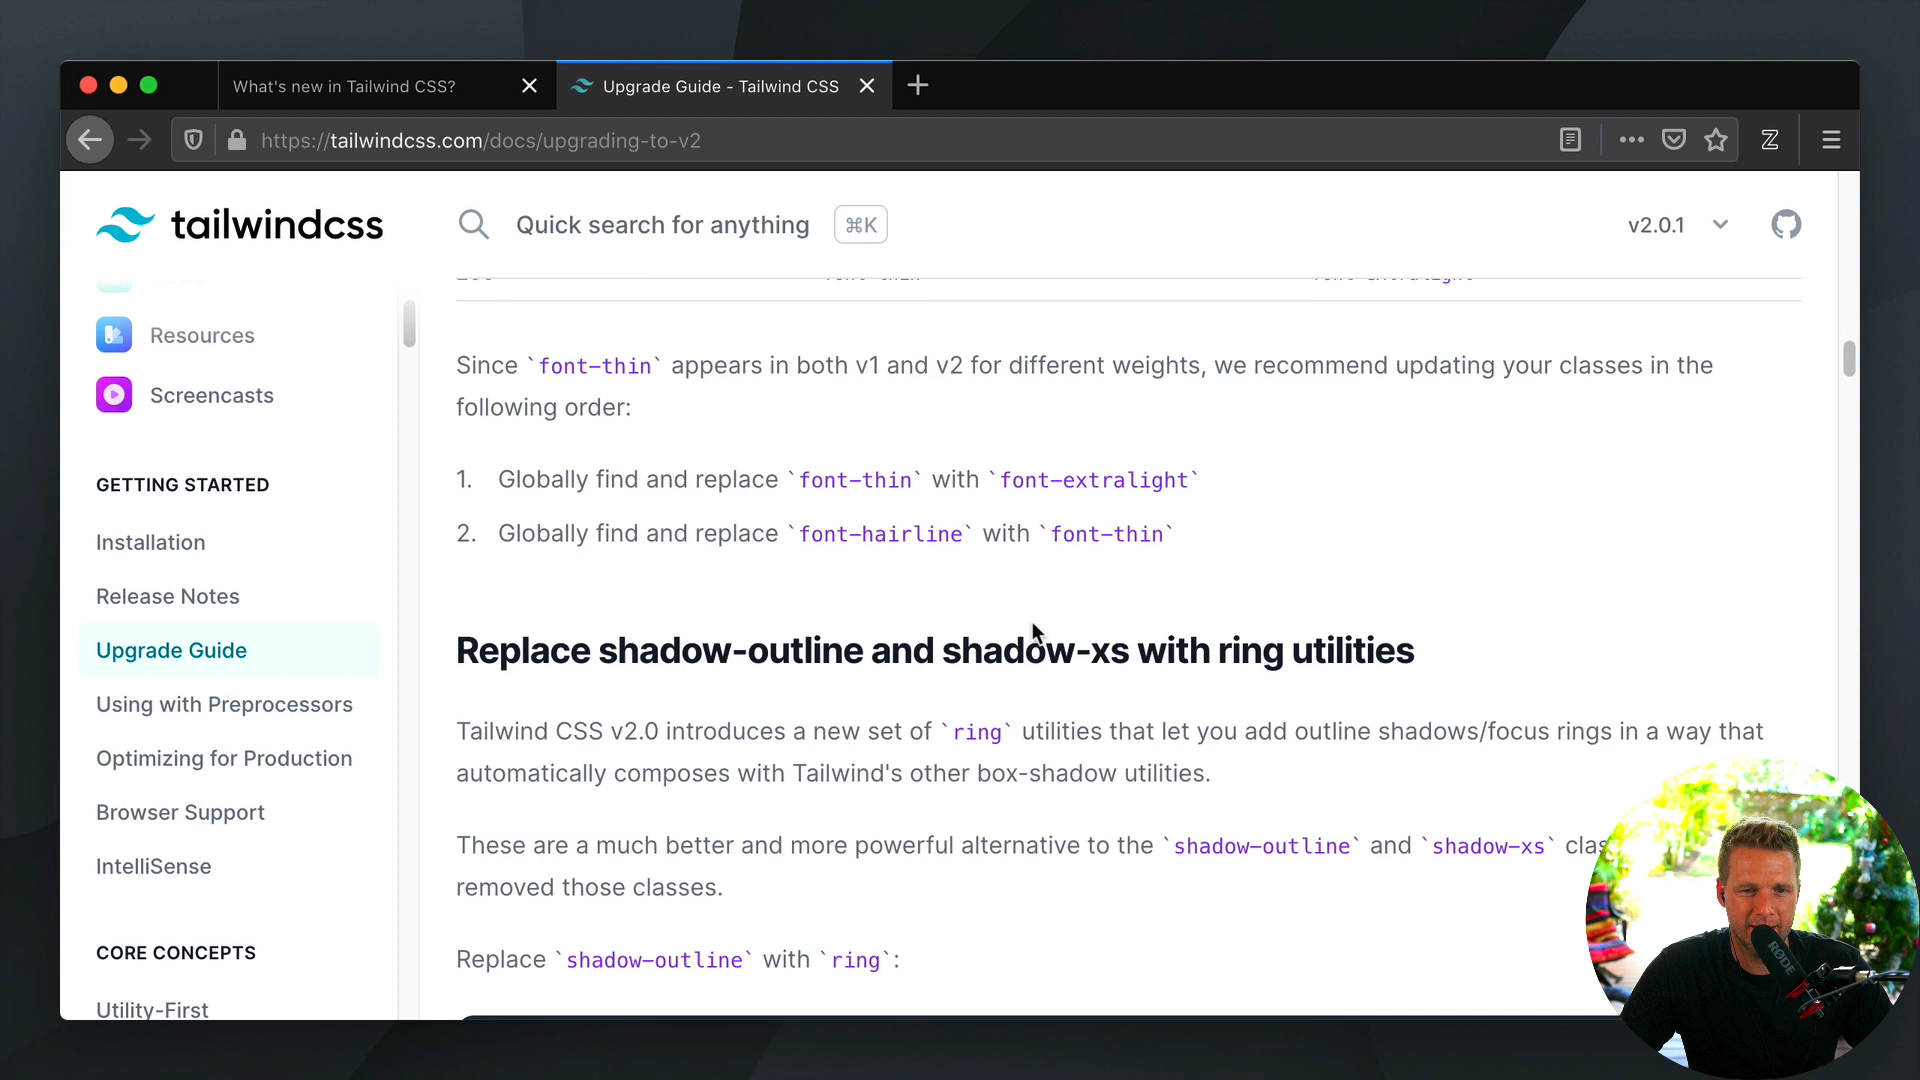 What's new in Tailwind CSS?
Upgrade Guide - Tailwind CSS
https://tailwindcss.com/docs/upgrading-to-v2
tailwindcss
Quick search for anything
⌘K
v2.0.1
Resources
Screencasts
GETTING STARTED
Installation
Release Notes
Upgrade Guide
Using with Preprocessors
Optimizing for Production
Browser Support
IntelliSense
CORE CONCEPTS
Utility-First
Since `font-thin` appears in both v1 and v2 for different weights, we recommend updating your classes in the
following order:
1. Globally find and replace `font-thin` with `font-extralight`
2. Globally find and replace `font-hairline` with `font-thin`
Replace shadow-outline and shadow-xs with ring utilities
Tailwind CSS v2.0 introduces a new set of `ring` utilities that let you add outline shadows/focus rings in a way that
automatically composes with Tailwind's other box-shadow utilities.
These are a much better and more powerful alternative to the `shadow-outline` and `shadow-xs` clas
removed those classes.
Replace `shadow-outline` with `ring`:
RØDE